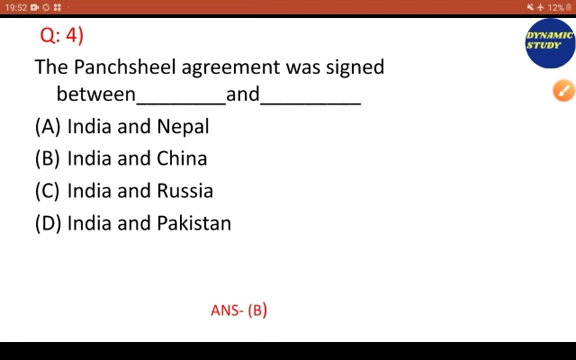 19:52
12%
Q: 4)
DYNAMIC
STUDY
The Panchsheel agreement was signed
between________and_________
(A) India and Nepal
(B) India and China
(C) India and Russia
(D) India and Pakistan
ANS- (B)